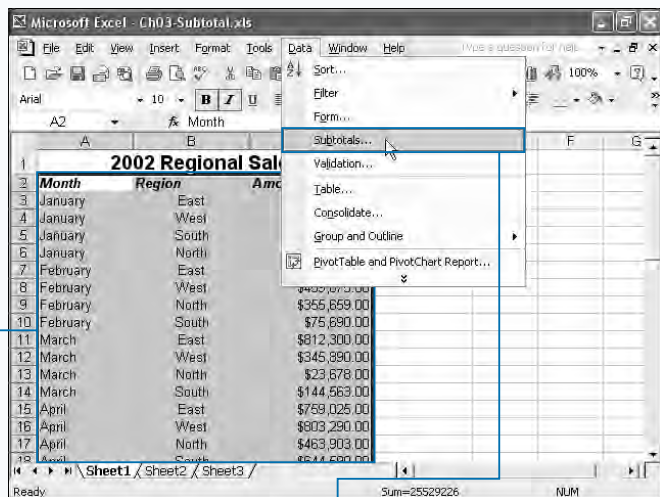 Microsoft Excel - Ch03-Subtotal.xls
File Edit View Insert Format Tools Data Window Help Type a question for help
100%
Arial 10 B I U
A2 fx Month
Sort...
Filter
Form...
Subtotals...
Validation...
Table...
Consolidate...
Group and Outline
PivotTable and PivotChart Report...
A B F G
1 2002 Regional Sal
2 Month Region Amo
3 January East
4 January West
5 January South
6 January North
7 February East
8 February West
9 February North $355,659.00
10 February South $75,690.00
11 March East $812,300.00
12 March West $345,390.00
13 March North $23,678.00
14 March South $144,563.00
15 April East $759,025.00
16 April West $803,290.00
17 April North $463,903.00
18 April South
Sheet1 Sheet2 Sheet3
Ready Sum=25529226 NUM